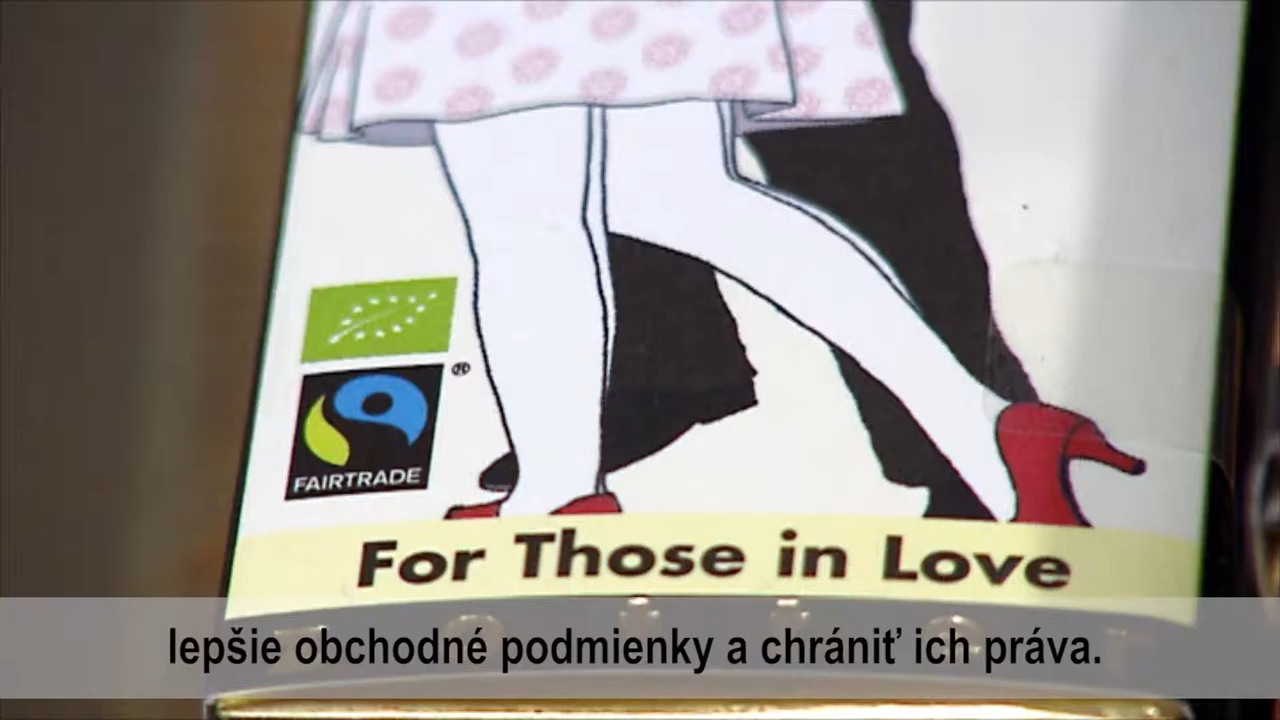 ®
FAIRTRADE
For Those in Love
lepšie obchodné podmienky a chrániť ich práva.